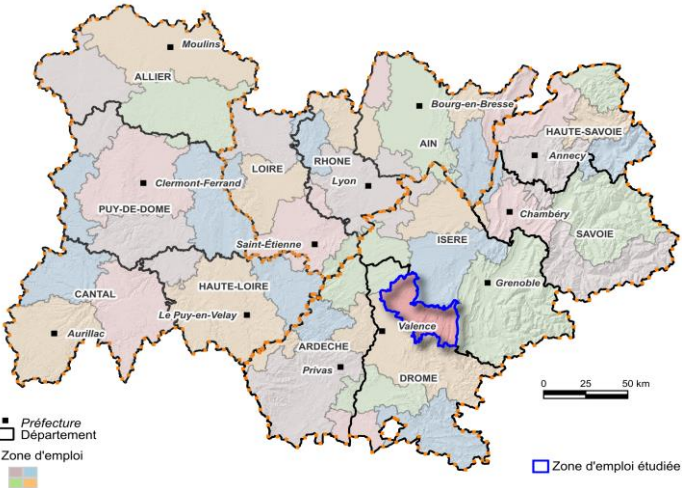 Moulins
ALLIER
Bourg-en-Bresse
AIN
HAUTE-SAVOIE
Annecy
LOIRE
RHONE
Lyon
Clermont-Ferrand
PUY-DE-DOME
Chambéry
SAVOIE
Saint-Étienne
ISERE
Grenoble
HAUTE-LOIRE
CANTAL
Le Puy-en-Velay
Aurillac
Valence
ARDECHE
Privas
DROME
0 25 50 km
Préfecture
Département
Zone d'emploi
Zone d'emploi étudiée